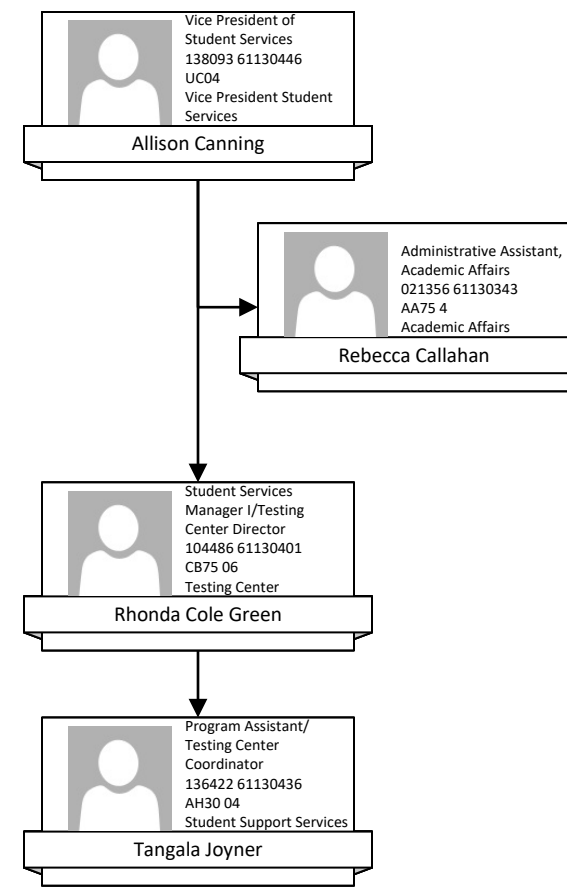 Vice President of
Student Services
138093 61130446
UC04
Vice President Student
Services
Allison Canning
Administrative Assistant,
Academic Affairs
021356 61130343
AA75 4
Academic Affairs
Rebecca Callahan
Student Services
Manager I/Testing
Center Director
104486 61130401
CB75 06
Testing Center
Rhonda Cole Green
Program Assistant/
Testing Center
Coordinator
136422 61130436
AH30 04
Student Support Services
Tangala Joyner